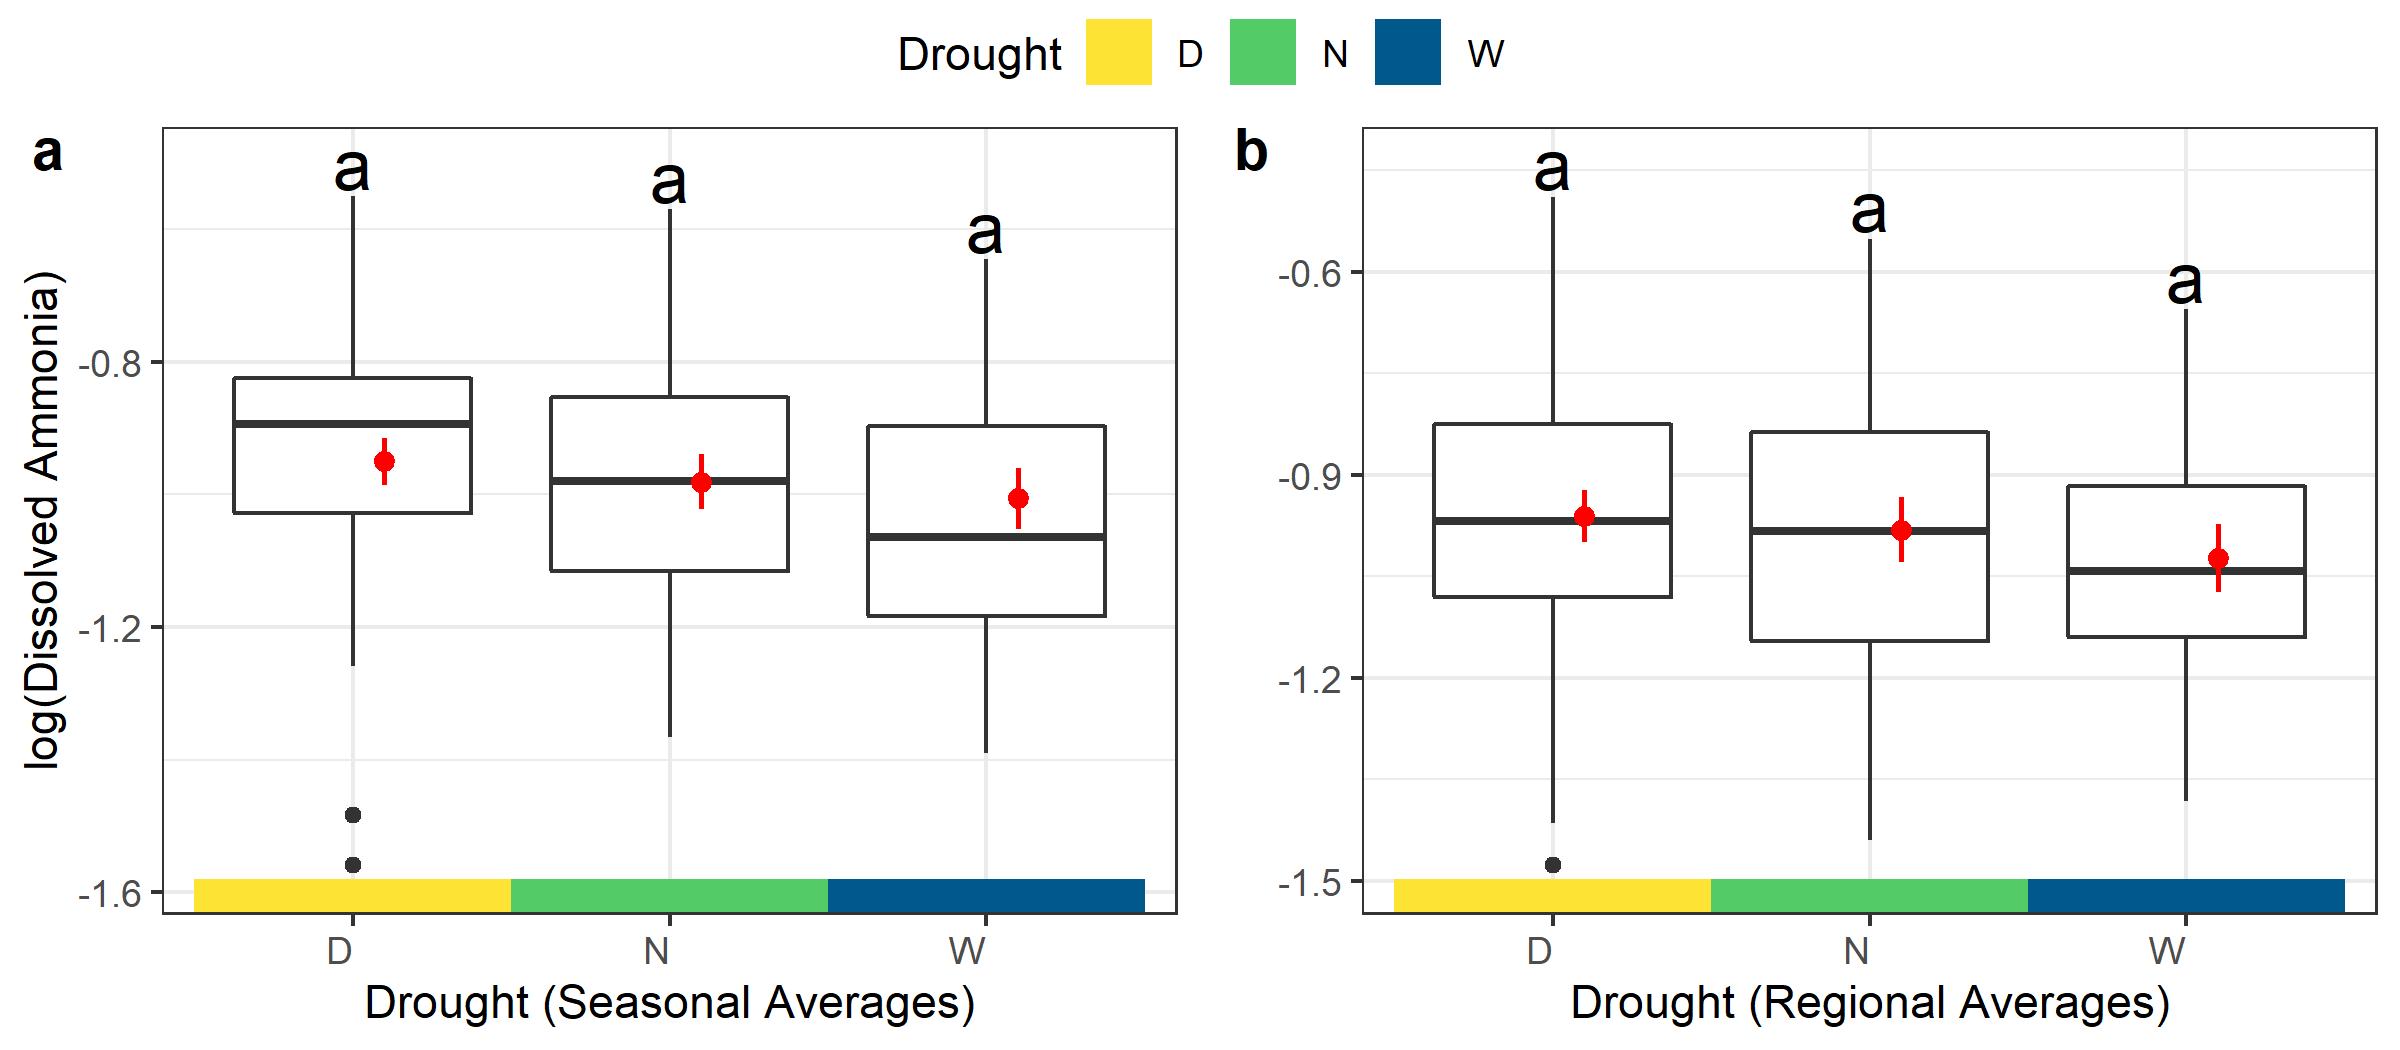 Drought D N W
a
a a a
log(Dissolved Ammonia)
-0.8
-1.2
-1.6
D N W
Drought (Seasonal Averages)
b
a a a
-0.6
-0.9
-1.2
-1.5
D N W
Drought (Regional Averages)